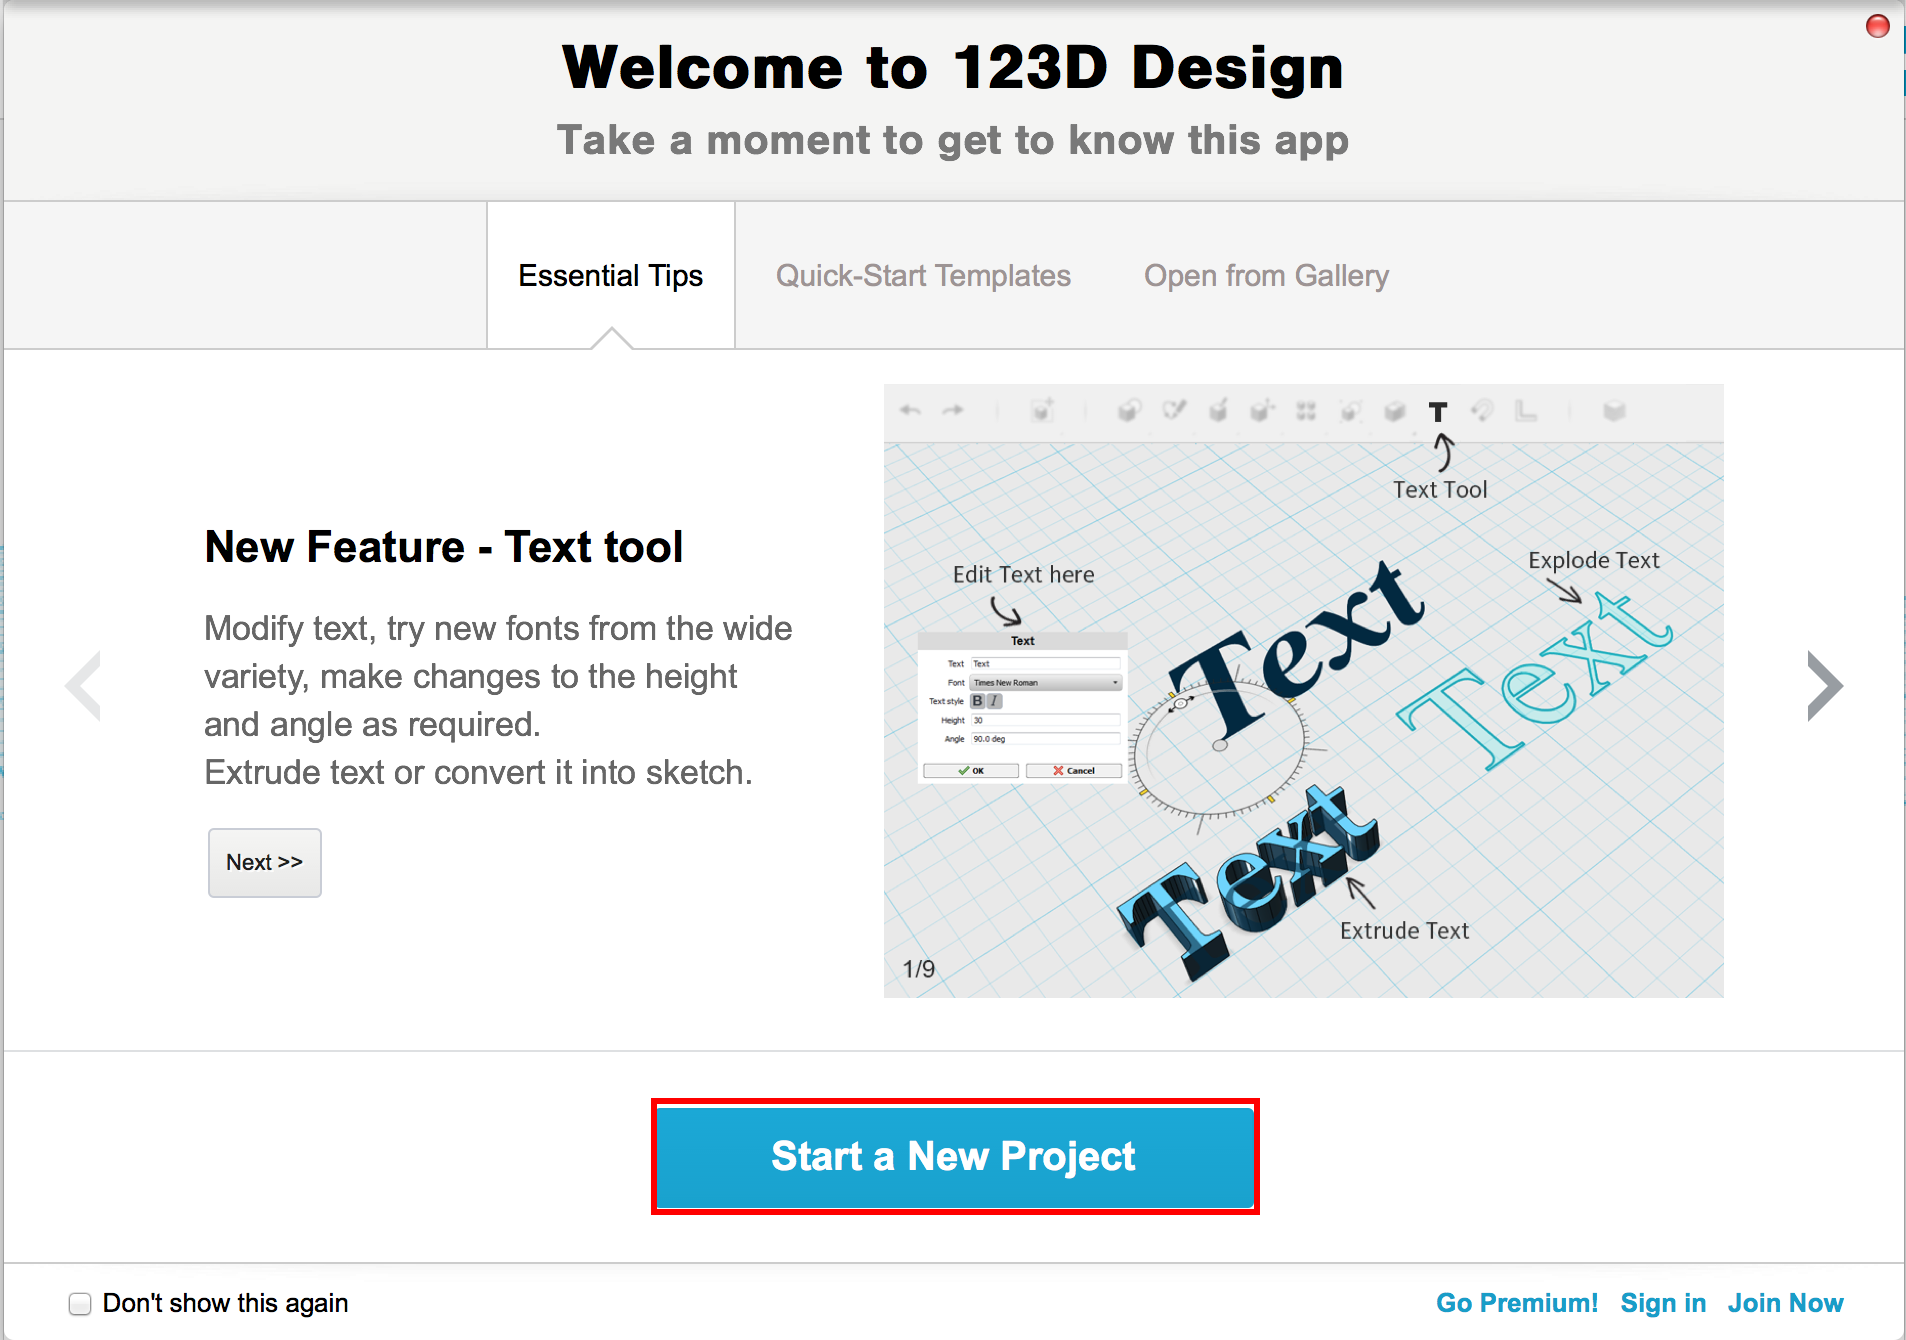 Welcome to 123D Design
Take a moment to get to know this app
Essential Tips
Quick-Start Templates
Open from Gallery
T
Text Tool
New Feature - Text tool
Modify text, try new fonts from the wide
variety, make changes to the height
and angle as required.
Extrude text or convert it into sketch.
Next >>
Edit Text here
Explode Text
Text
Text Text
Font Times New Roman
Text style B I
Height 30
Angle 90.0 deg
OK Cancel
Text
Text
Text
Extrude Text
1/9
Start a New Project
Don't show this again
Go Premium! Sign in Join Now